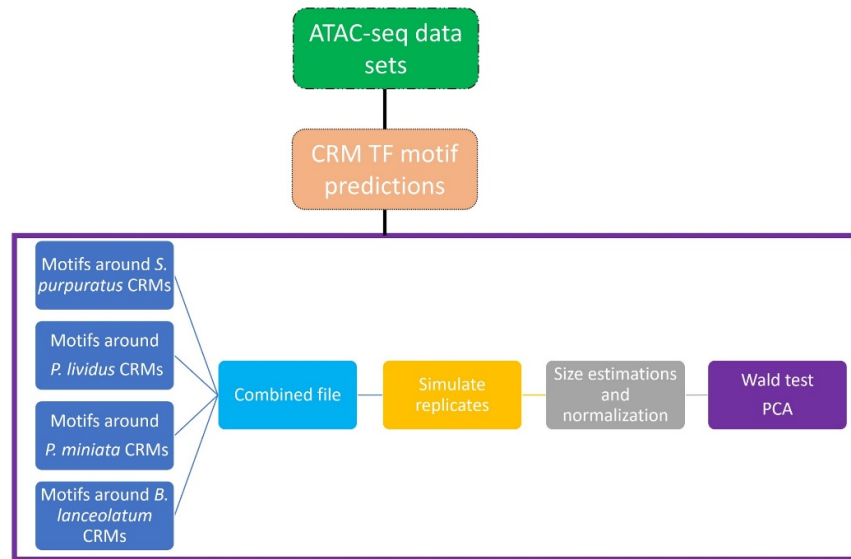 ATAC-seq data
sets
CRM TF motif
predictions
Motifs around S.
purpuratus CRMs
Motifs around
P. lividus CRMs
Motifs around
P. miniata CRMs
Motifs around B.
lanceolatum
CRMs
Combined file
Simulate
replicates
Size estimations
and
normalization
Wald test
PCA